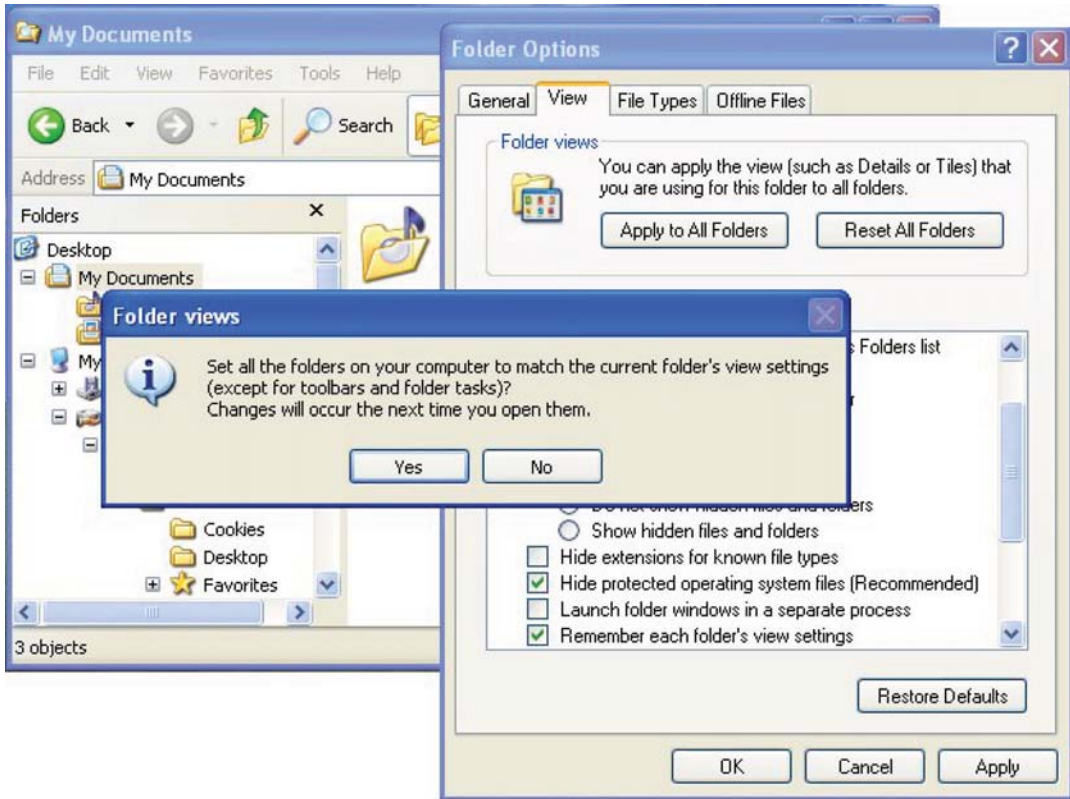 My Documents
File Edit View Favorites Tools Help
Back Search
Address My Documents
Folders
Desktop
My Documents
My
Cookies
Desktop
Favorites
3 objects
Folder Options
General View File Types Offline Files
Folder views
You can apply the view (such as Details or Tiles) that
you are using for this folder to all folders.
Apply to All Folders Reset All Folders
Folders list
Show hidden files and folders
Hide extensions for known file types
Hide protected operating system files (Recommended)
Launch folder windows in a separate process
Remember each folder's view settings
Restore Defaults
OK Cancel Apply
Folder views
Set all the folders on your computer to match the current folder's view settings
(except for toolbars and folder tasks)?
Changes will occur the next time you open them.
Yes No